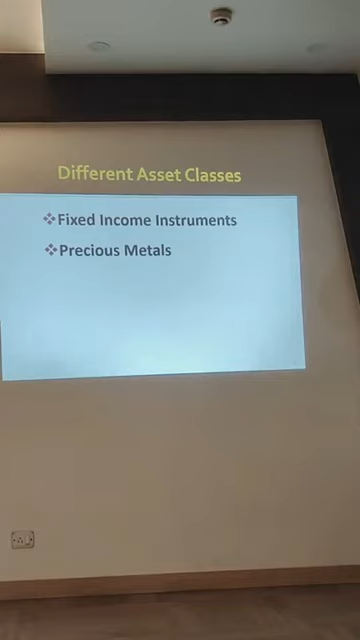 Different Asset Classes
❖Fixed Income Instruments
❖Precious Metals